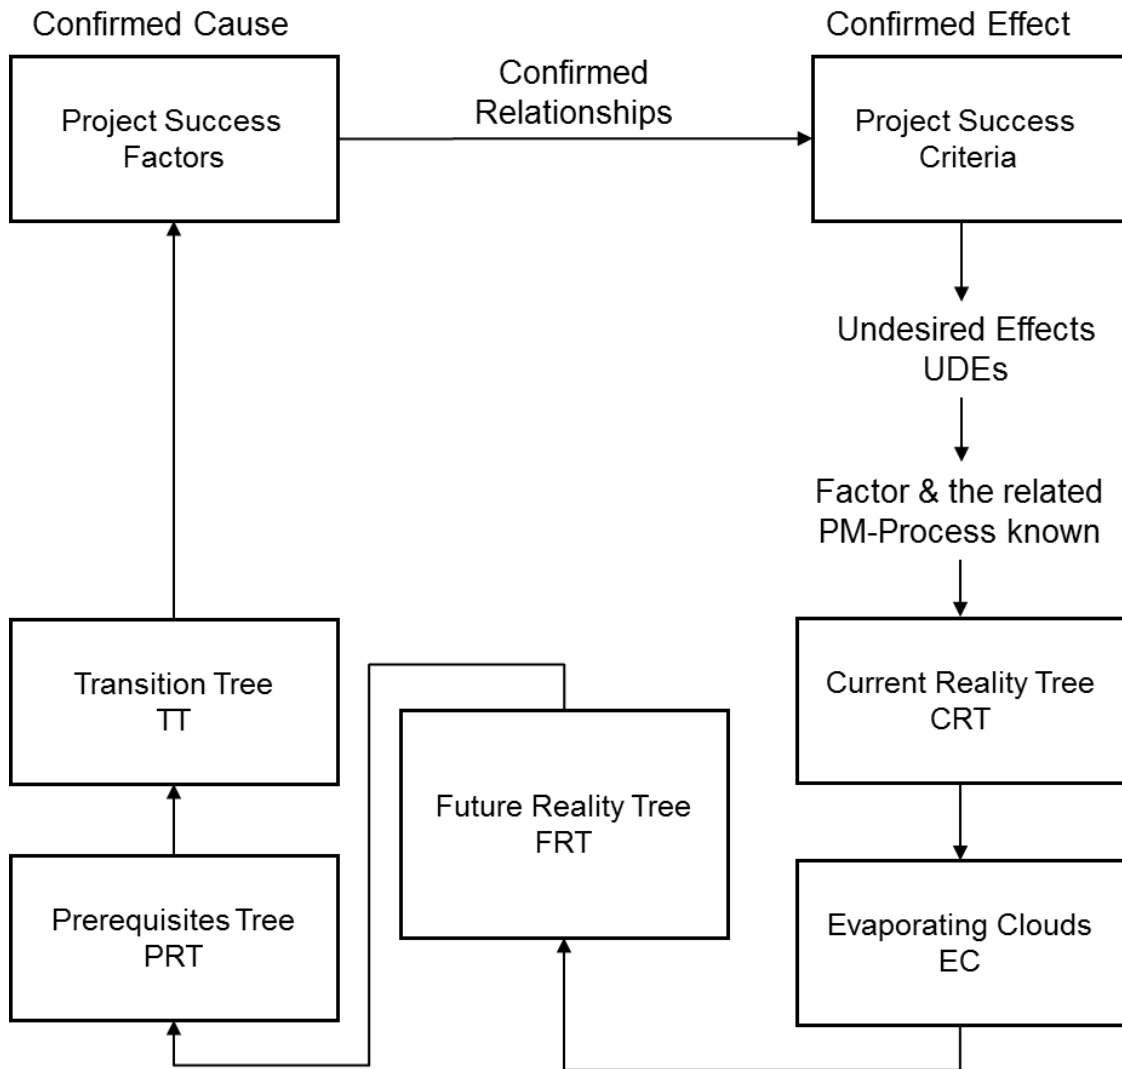 Confirmed Cause
Confirmed Effect
Project Success
Factors
Confirmed
Relationships
Project Success
Criteria
Undesired Effects
UDEs
Factor & the related
PM-Process known
Transition Tree
TT
Current Reality Tree
CRT
Future Reality Tree
FRT
Prerequisites Tree
PRT
Evaporating Clouds
EC